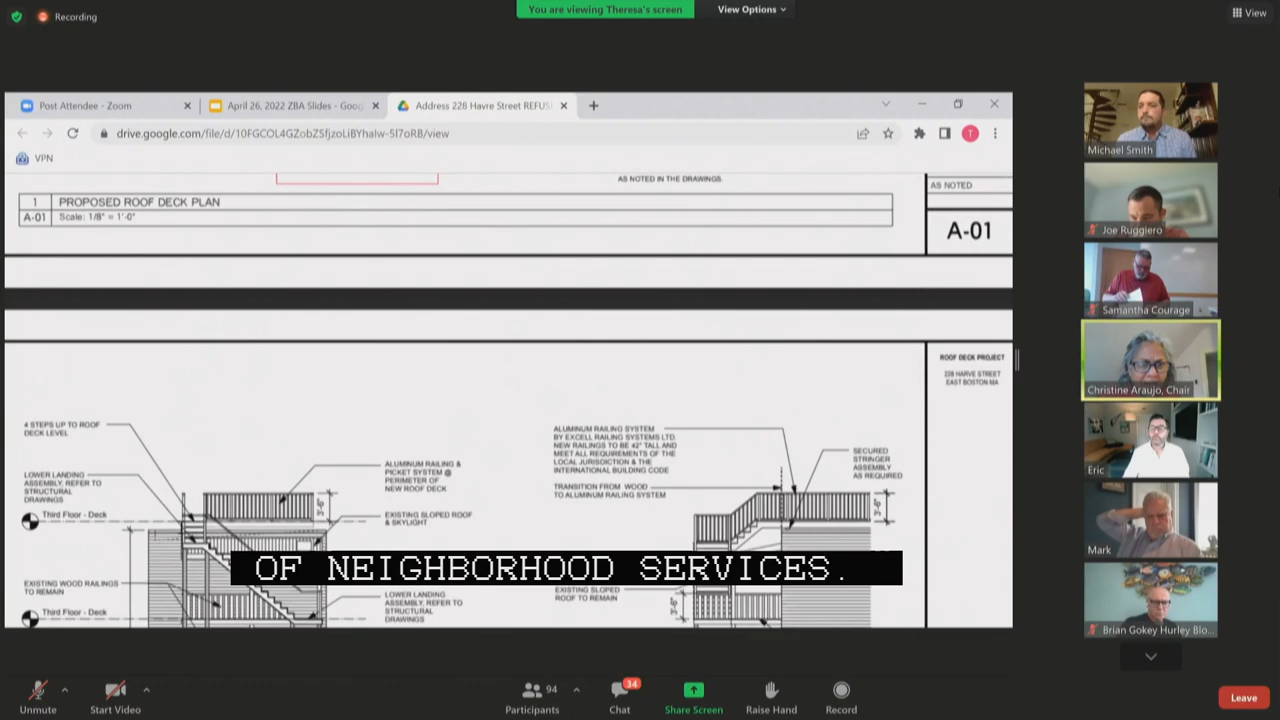 Recording
You are viewing Theresa's screen
View Options
View
Post Attendee - Zoom
April 26, 2022 ZBA Slides - Goog
Address 228 Havre Street REFUS
drive.google.com/file/d/10FGCOL4GZobZSfjzoLiBYhalw-5l7oRB/view
VPN
AS NOTED IN THE DRAWINGS.
AS NOTED
1 PROPOSED ROOF DECK PLAN
A-01 Scale: 1/8" = 1'-0"
A-01
ROOF DECK PROJECT
228 HARVE STREET
EAST BOSTON MA
4 STEPS UP TO ROOF
DECK LEVEL
LOWER LANDING
ASSEMBLY, REFER TO
STRUCTURAL
DRAWINGS
Third Floor - Deck
EXISTING WOOD RAILINGS
TO REMAIN
Third Floor - Deck
ALUMINUM RAILING &
PICKET SYSTEM @
PERIMETER OF
NEW ROOF DECK
3'-6"
EXISTING SLOPED ROOF
& SKYLIGHT
LOWER LANDING
ASSEMBLY, REFER TO
STRUCTURAL
DRAWINGS
ALUMINUM RAILING SYSTEM
BY EXCELL RAILING SYSTEMS LTD.
NEW RAILINGS TO BE 42" TALL AND
MEET ALL REQUIREMENTS OF THE
LOCAL JURISDICTION & THE
INTERNATIONAL BUILDING CODE
TRANSITION FROM WOOD
TO ALUMINUM RAILING SYSTEM
EXISTING SLOPED
ROOF TO REMAIN
3'-6"
SECURED
STRINGER
ASSEMBLY
AS REQUIRED
3'-6"
OF NEIGHBORHOOD SERVICES.
Michael Smith
Joe Ruggiero
Samantha Courage
Christine Araujo, Chair
Eric
Mark
Brian Gokey Hurley Blo...
Unmute
Start Video
94
Participants
34
Chat
Share Screen
Raise Hand
Record
Leave